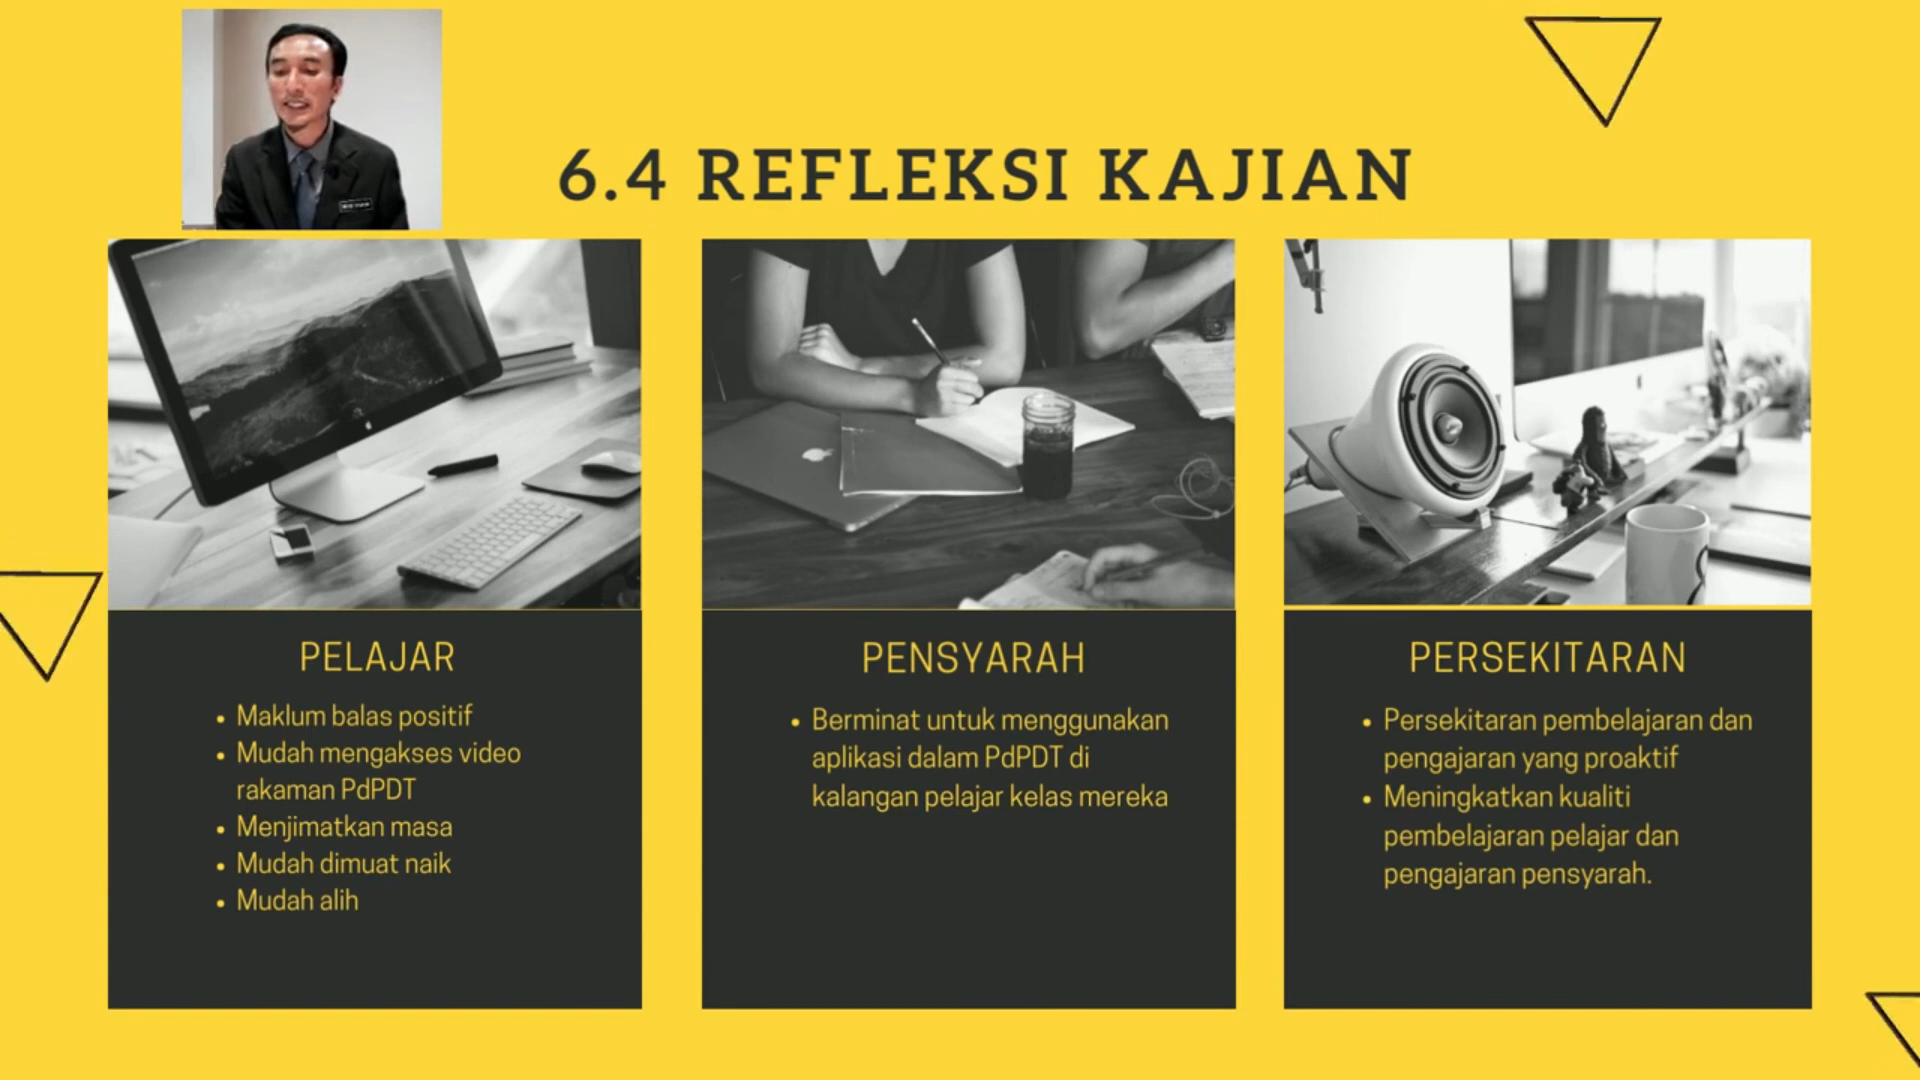 6.4 REFLEKSI KAJIAN
PELAJAR
• Maklum balas positif
• Mudah mengakses video
rakaman PdPDT
• Menjimatkan masa
• Mudah dimuat naik
• Mudah alih
PENSYARAH
• Berminat untuk menggunakan
aplikasi dalam PdPDT di
kalangan pelajar kelas mereka
PERSEKITARAN
• Persekitaran pembelajaran dan
pengajaran yang proaktif
• Meningkatkan kualiti
pembelajaran pelajar dan
pengajaran pensyarah.